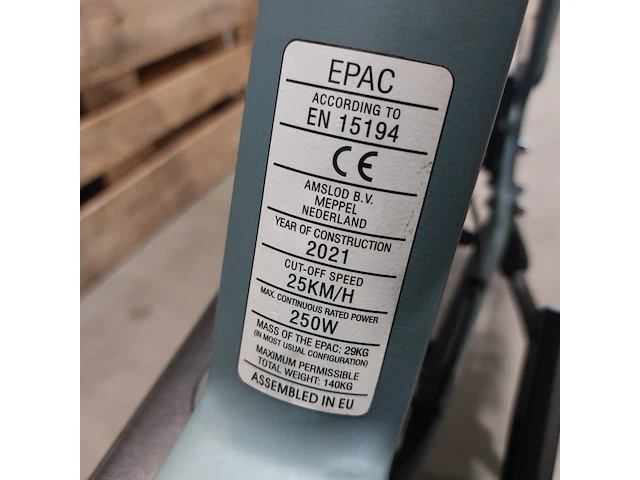 EPAC
ACCORDING TO
EN 15194
CE
AMSLOD B.V.
MEPPEL
NEDERLAND
YEAR OF CONSTRUCTION
2021
CUT-OFF SPEED
25KM/H
MAX. CONTINUOUS RATED POWER
250W
MASS OF THE EPAC: 29KG
(IN MOST USUAL CONFIGURATION)
MAXIMUM PERMISSIBLE
TOTAL WEIGHT: 140KG
ASSEMBLED IN EU